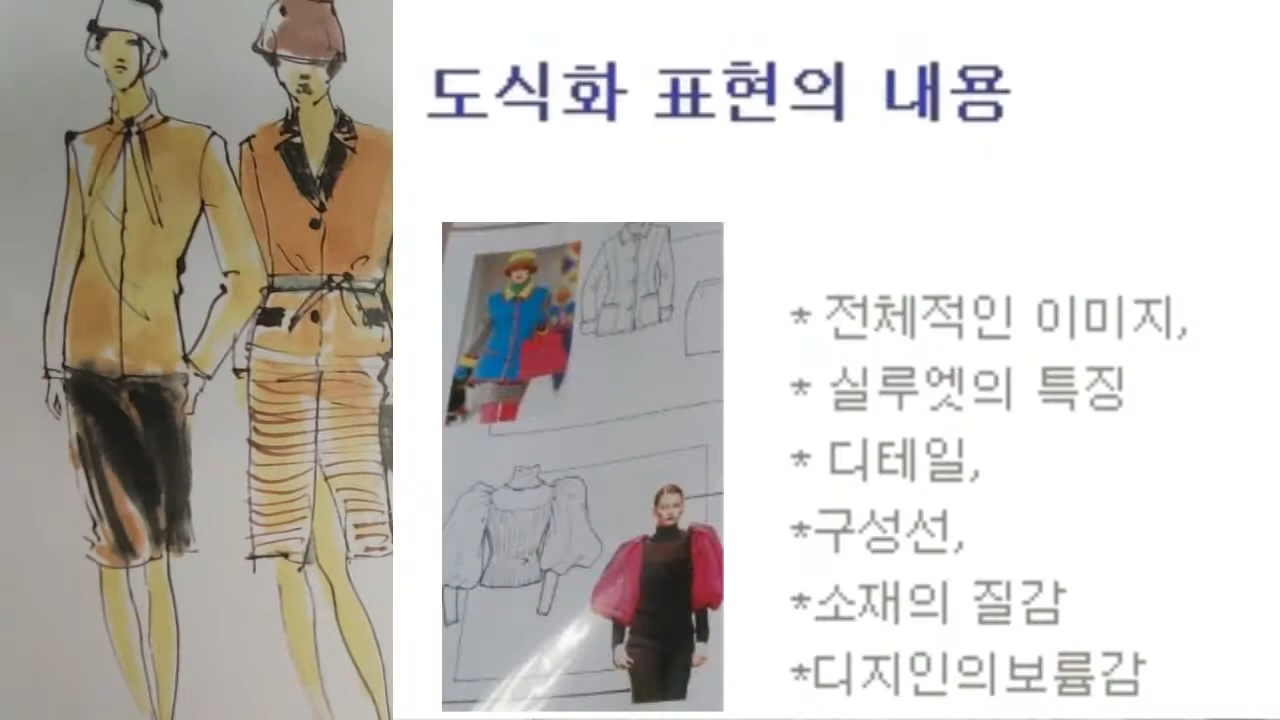 도식화 표현의 내용
* 전체적인 이미지,
* 실루엣의 특징
* 디테일,
*구성선,
*소재의 질감
*디지인의보륨감